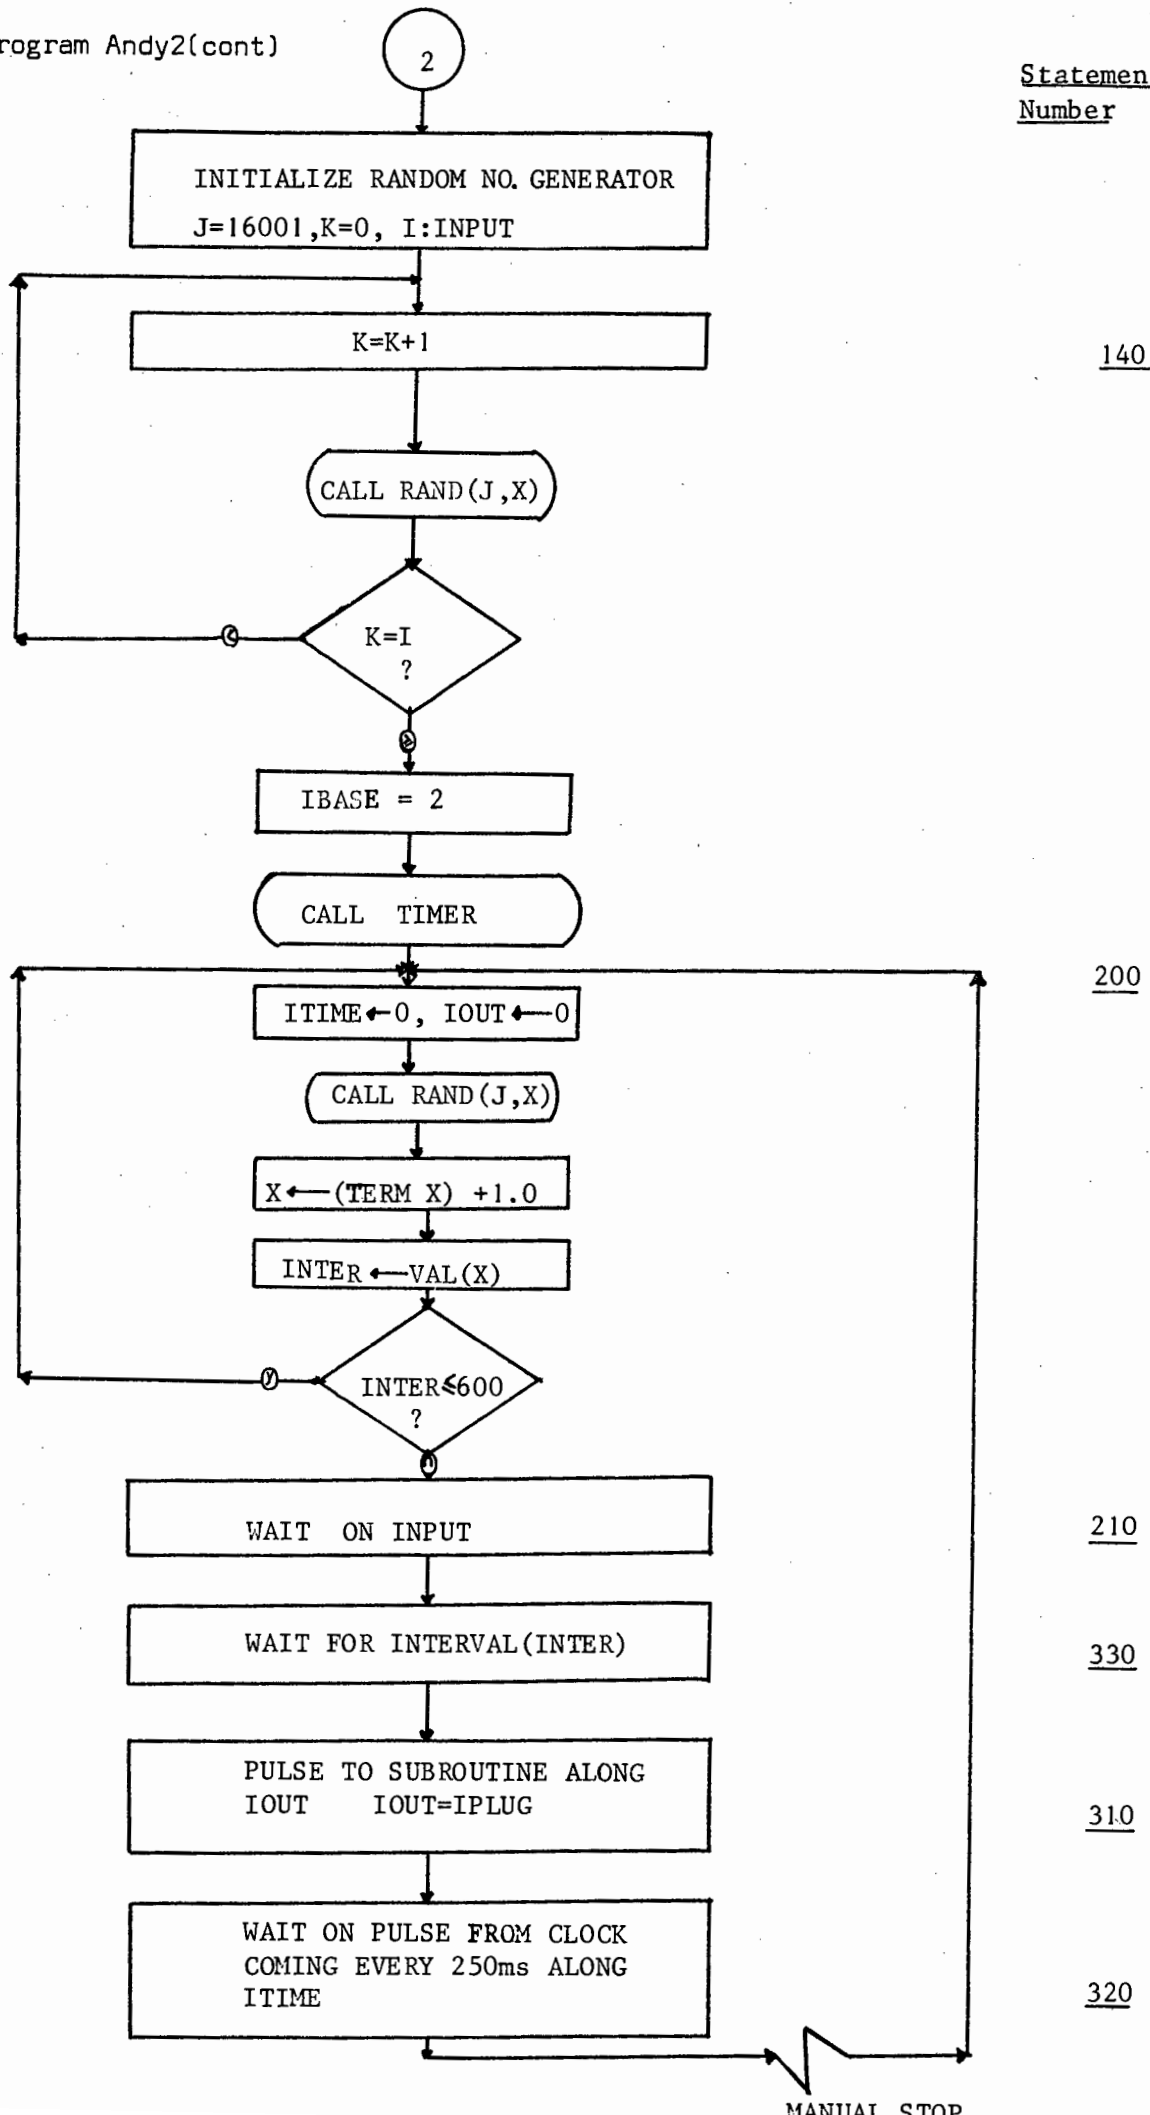 rogram Andy2(cont)
2
Statemen
Number
INITIALIZE RANDOM NO. GENERATOR
J=16001,K=0, I:INPUT
K=K+1
140
CALL RAND(J,X)
K=I
?
<
≥
IBASE = 2
CALL TIMER
200
ITIME←0, IOUT←0
CALL RAND(J,X)
X←(TERM X) +1.0
INTER←VAL(X)
y
INTER≤600
?
n
WAIT ON INPUT
210
WAIT FOR INTERVAL(INTER)
330
PULSE TO SUBROUTINE ALONG
IOUT IOUT=IPLUG
310
WAIT ON PULSE FROM CLOCK
COMING EVERY 250ms ALONG
ITIME
320
MANUAL STOP